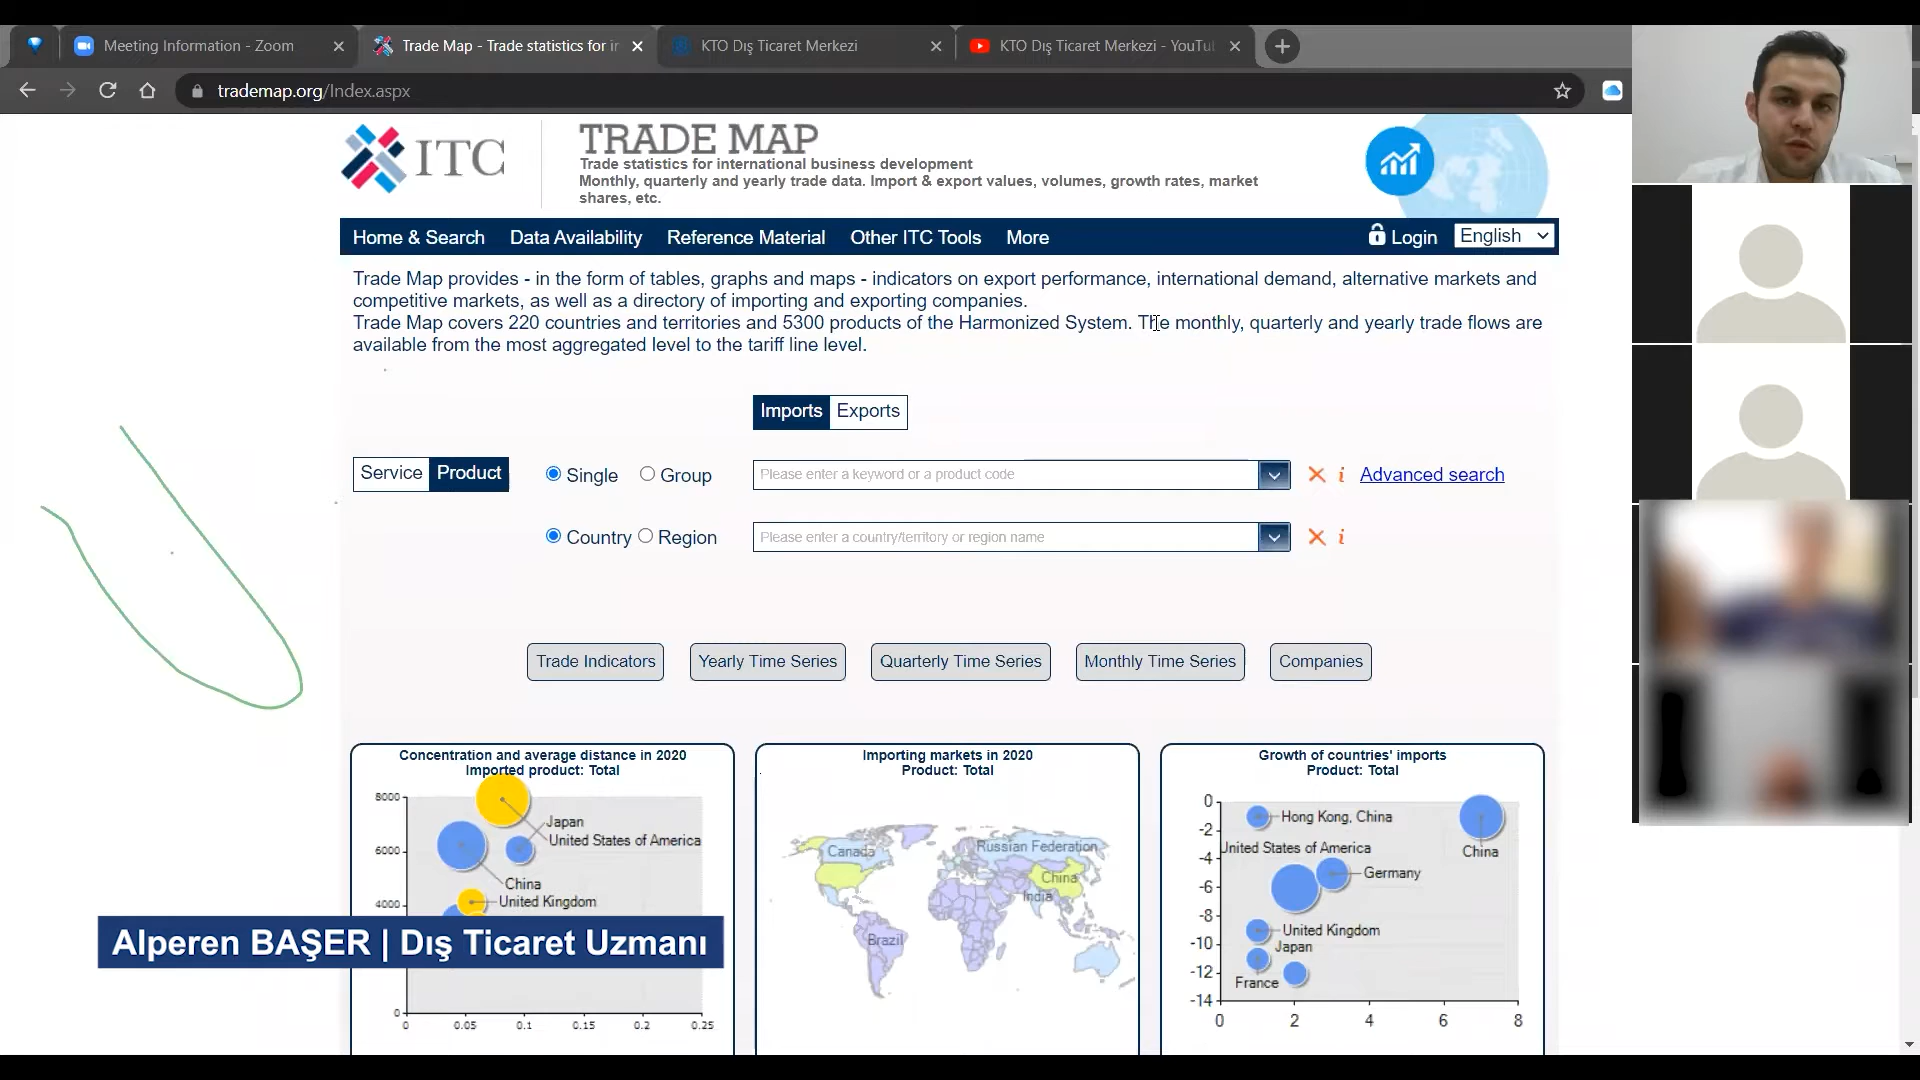 Meeting Information - Zoom
Trade Map - Trade statistics for in
KTO Dış Ticaret Merkezi
KTO Dış Ticaret Merkezi - YouTu
trademap.org/Index.aspx
ITC
TRADE MAP
Trade statistics for international business development
Monthly, quarterly and yearly trade data. Import & export values, volumes, growth rates, market
shares, etc.
Home & Search Data Availability Reference Material Other ITC Tools More Login English
Trade Map provides - in the form of tables, graphs and maps - indicators on export performance, international demand, alternative markets and
competitive markets, as well as a directory of importing and exporting companies.
Trade Map covers 220 countries and territories and 5300 products of the Harmonized System. The monthly, quarterly and yearly trade flows are
available from the most aggregated level to the tariff line level.
Imports Exports
Service Product Single Group Please enter a keyword or a product code i Advanced search
Country Region Please enter a country/territory or region name i
Trade Indicators Yearly Time Series Quarterly Time Series Monthly Time Series Companies
Concentration and average distance in 2020
Imported product: Total
8000
6000
4000
0
Japan
United States of America
China
United Kingdom
0 0.05 0.1 0.15 0.2 0.25
Importing markets in 2020
Product: Total
Canada
Russian Federation
China
India
Brazil
Growth of countries' imports
Product: Total
0
-2
-4
-6
-8
-10
-12
-14
Hong Kong, China
China
United States of America
Germany
United Kingdom
Japan
France
0 2 4 6 8
Alperen BAŞER | Dış Ticaret Uzmanı